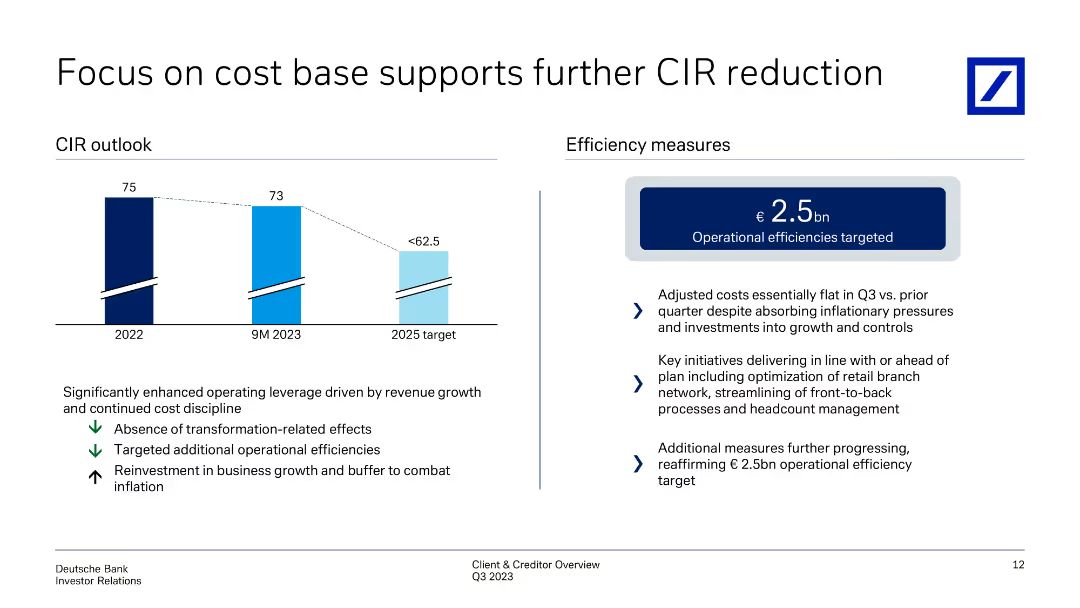 Focus on cost base supports further CIR reduction
CIR outlook
75
73
<62.5
2022
9M 2023
2025 target
Significantly enhanced operating leverage driven by revenue growth
and continued cost discipline
Absence of transformation-related effects
Targeted additional operational efficiencies
Reinvestment in business growth and buffer to combat
inflation
Efficiency measures
€ 2.5bn
Operational efficiencies targeted
Adjusted costs essentially flat in Q3 vs. prior
quarter despite absorbing inflationary pressures
and investments into growth and controls
Key initiatives delivering in line with or ahead of
plan including optimization of retail branch
network, streamlining of front-to-back
processes and headcount management
Additional measures further progressing,
reaffirming € 2.5bn operational efficiency
target
Deutsche Bank
Investor Relations
Client & Creditor Overview
Q3 2023
12